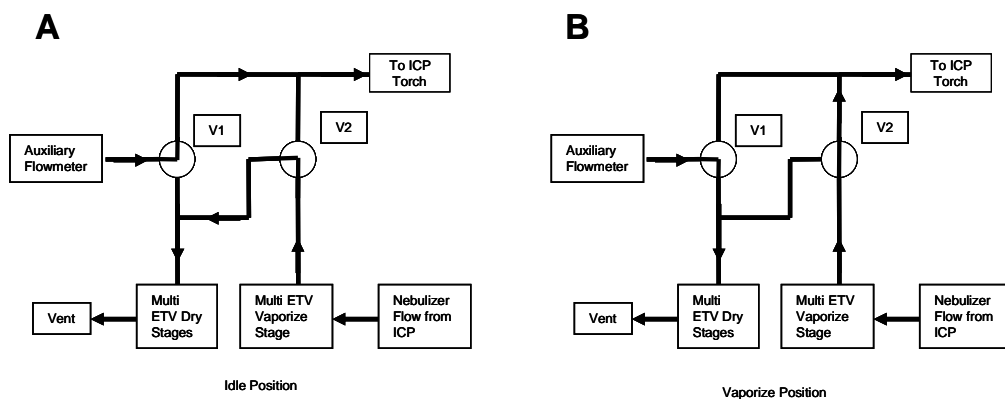 A
To ICP
Torch
V1
V2
Auxiliary
Flowmeter
Vent
Multi
ETV Dry
Stages
Multi ETV
Vaporize
Stage
Nebulizer
Flow from
ICP
Idle Position
B
To ICP
Torch
V1
V2
Auxiliary
Flowmeter
Vent
Multi
ETV Dry
Stages
Multi ETV
Vaporize
Stage
Nebulizer
Flow from
ICP
Vaporize Position